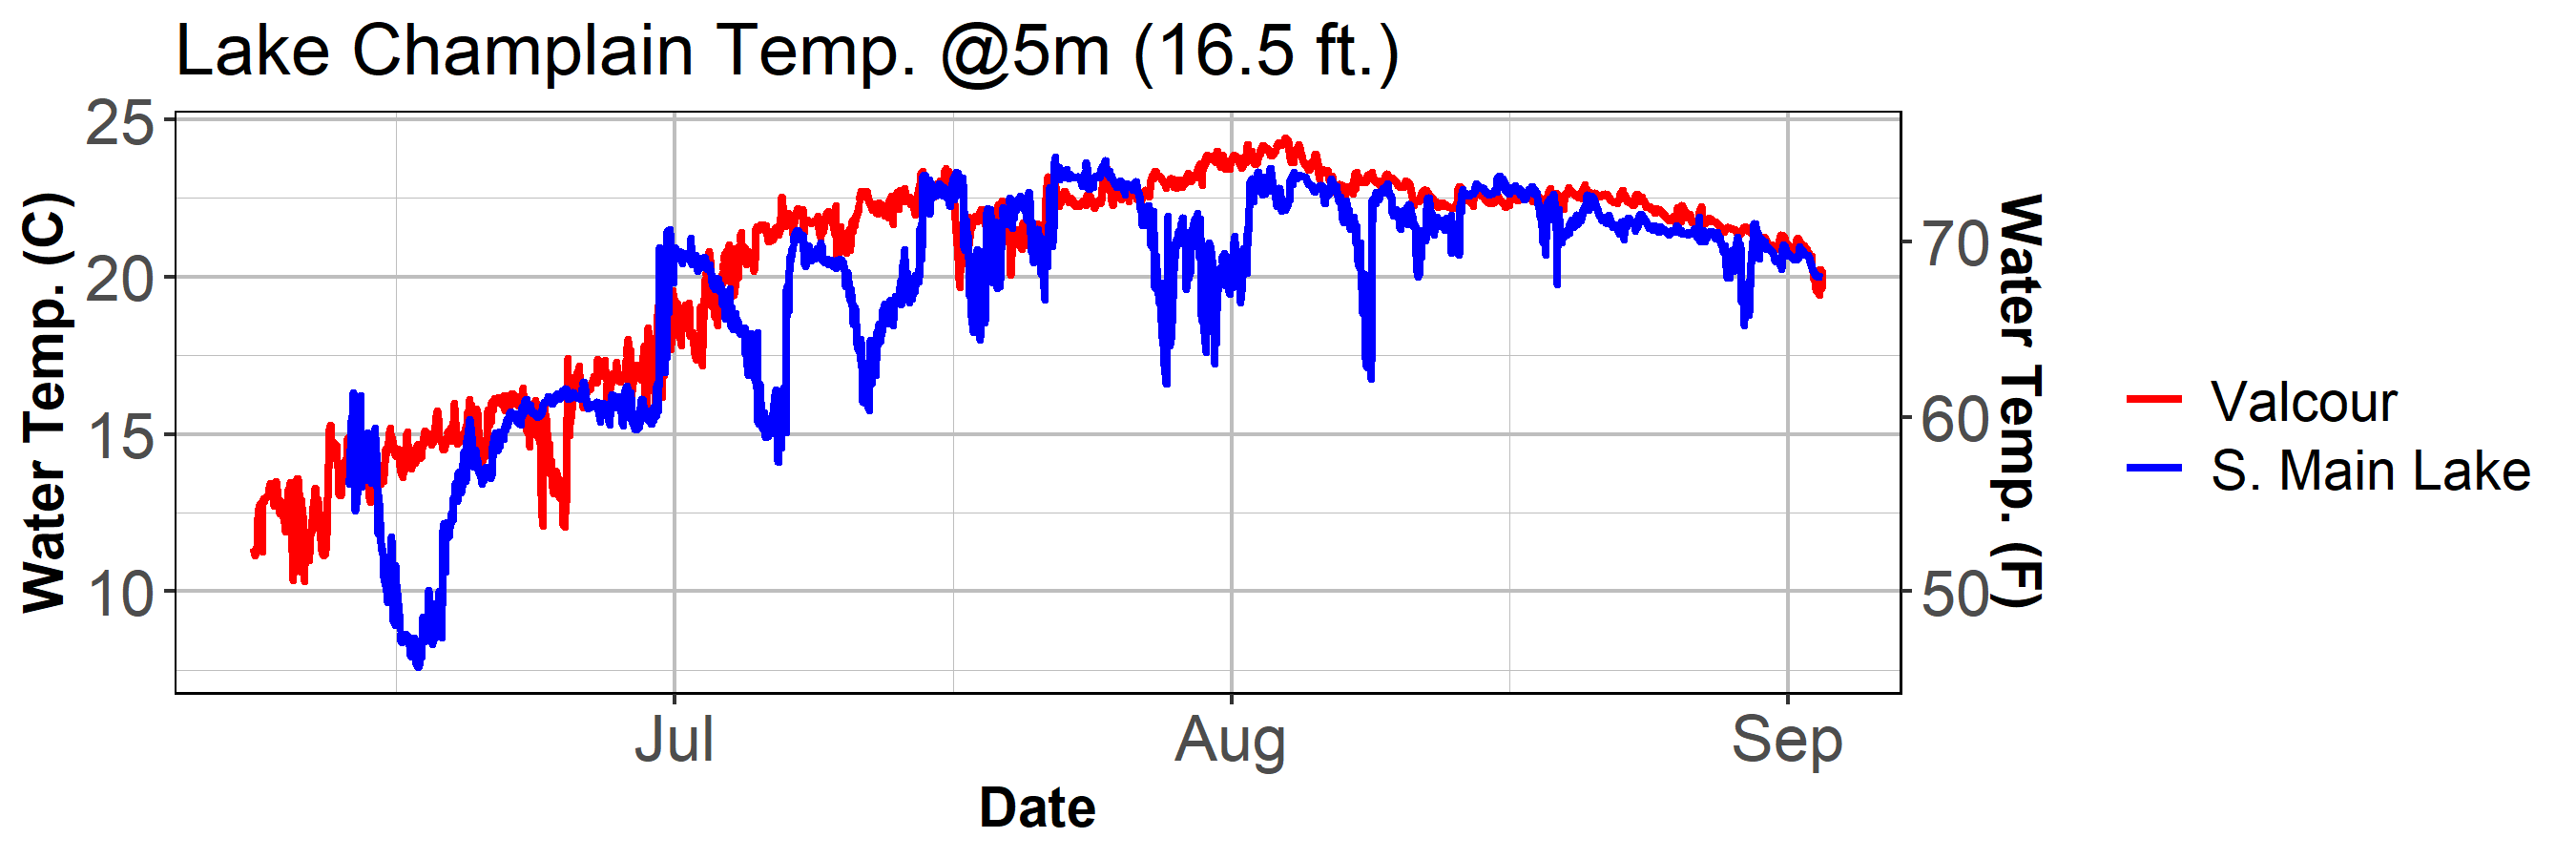 Lake Champlain Temp. @5m (16.5 ft.)
Water Temp. (C)
25
20
15
10
70
60
50
Water Temp. (F)
Jul
Aug
Sep
Date
Valcour
S. Main Lake